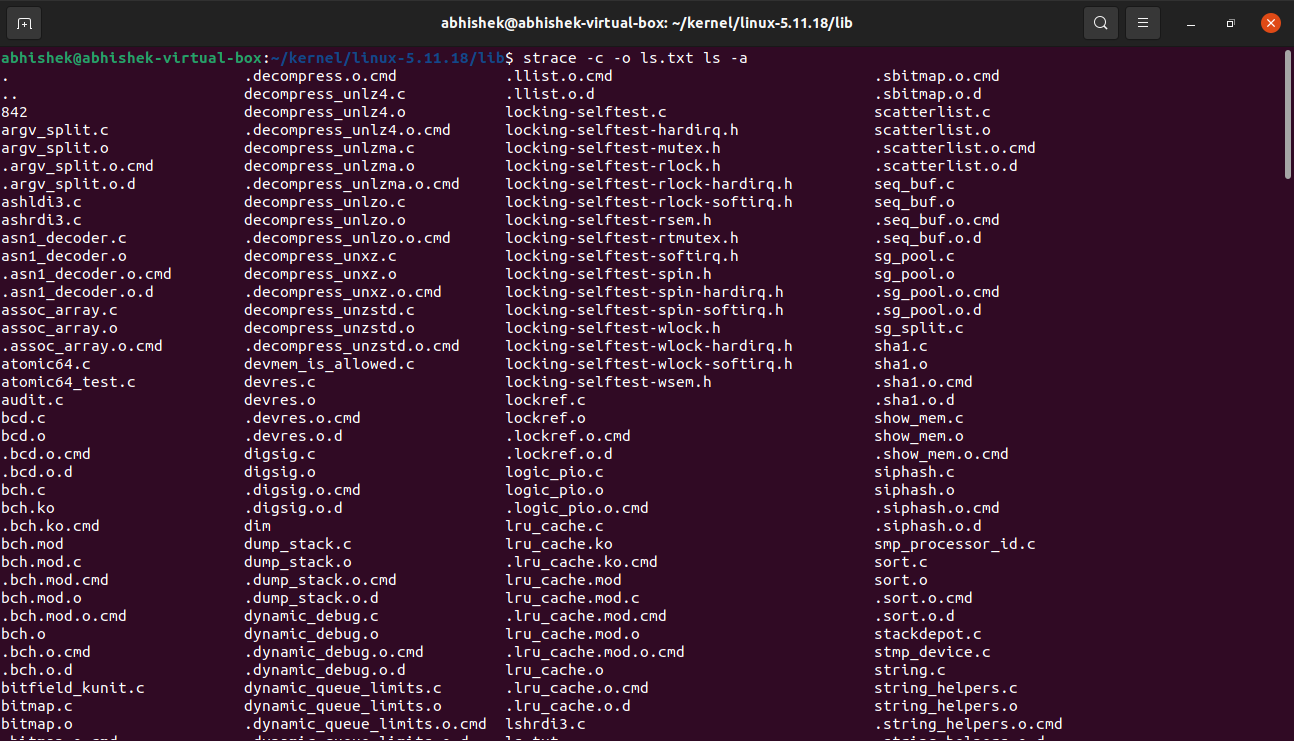 abhishek@abhishek-virtual-box: ~/kernel/linux-5.11.18/lib
abhishek@abhishek-virtual-box:~/kernel/linux-5.11.18/lib$ strace -c -o ls.txt ls -a
. .decompress.o.cmd .llist.o.cmd .sbitmap.o.cmd
.. decompress_unlz4.c .llist.o.d .sbitmap.o.d
842 decompress_unlz4.o locking-selftest.c scatterlist.c
argv_split.c .decompress_unlz4.o.cmd locking-selftest-hardirq.h scatterlist.o
argv_split.o decompress_unlzma.c locking-selftest-mutex.h .scatterlist.o.cmd
.argv_split.o.cmd decompress_unlzma.o locking-selftest-rlock.h .scatterlist.o.d
.argv_split.o.d .decompress_unlzma.o.cmd locking-selftest-rlock-hardirq.h seq_buf.c
ashldi3.c decompress_unlzo.c locking-selftest-rlock-softirq.h seq_buf.o
ashrdi3.c decompress_unlzo.o locking-selftest-rsem.h .seq_buf.o.cmd
asn1_decoder.c .decompress_unlzo.o.cmd locking-selftest-rtmutex.h .seq_buf.o.d
asn1_decoder.o decompress_unxz.c locking-selftest-softirq.h sg_pool.c
.asn1_decoder.o.cmd decompress_unxz.o locking-selftest-spin.h sg_pool.o
.asn1_decoder.o.d .decompress_unxz.o.cmd locking-selftest-spin-hardirq.h .sg_pool.o.cmd
assoc_array.c decompress_unzstd.c locking-selftest-spin-softirq.h .sg_pool.o.d
assoc_array.o decompress_unzstd.o locking-selftest-wlock.h sg_split.c
.assoc_array.o.cmd .decompress_unzstd.o.cmd locking-selftest-wlock-hardirq.h sha1.c
atomic64.c devmem_is_allowed.c locking-selftest-wlock-softirq.h sha1.o
atomic64_test.c devres.c locking-selftest-wsem.h .sha1.o.cmd
audit.c devres.o lockref.c .sha1.o.d
bcd.c .devres.o.cmd lockref.o show_mem.c
bcd.o .devres.o.d .lockref.o.cmd show_mem.o
.bcd.o.cmd digsig.c .lockref.o.d .show_mem.o.cmd
.bcd.o.d digsig.o logic_pio.c siphash.c
bch.c .digsig.o.cmd logic_pio.o siphash.o
bch.ko .digsig.o.d .logic_pio.o.cmd .siphash.o.cmd
.bch.ko.cmd dim lru_cache.c .siphash.o.d
bch.mod dump_stack.c lru_cache.ko smp_processor_id.c
bch.mod.c dump_stack.o .lru_cache.ko.cmd sort.c
.bch.mod.cmd .dump_stack.o.cmd lru_cache.mod sort.o
bch.mod.o .dump_stack.o.d lru_cache.mod.c .sort.o.cmd
.bch.mod.o.cmd dynamic_debug.c .lru_cache.mod.cmd .sort.o.d
bch.o dynamic_debug.o lru_cache.mod.o stackdepot.c
.bch.o.cmd .dynamic_debug.o.cmd .lru_cache.mod.o.cmd stmp_device.c
.bch.o.d .dynamic_debug.o.d lru_cache.o string.c
bitfield_kunit.c dynamic_queue_limits.c .lru_cache.o.cmd string_helpers.c
bitmap.c dynamic_queue_limits.o .lru_cache.o.d string_helpers.o
bitmap.o .dynamic_queue_limits.o.cmd lshrdi3.c .string_helpers.o.cmd
.bitmap.o.cmd .dynamic_queue_limits.o.d ls.txt .string_helpers.o.d